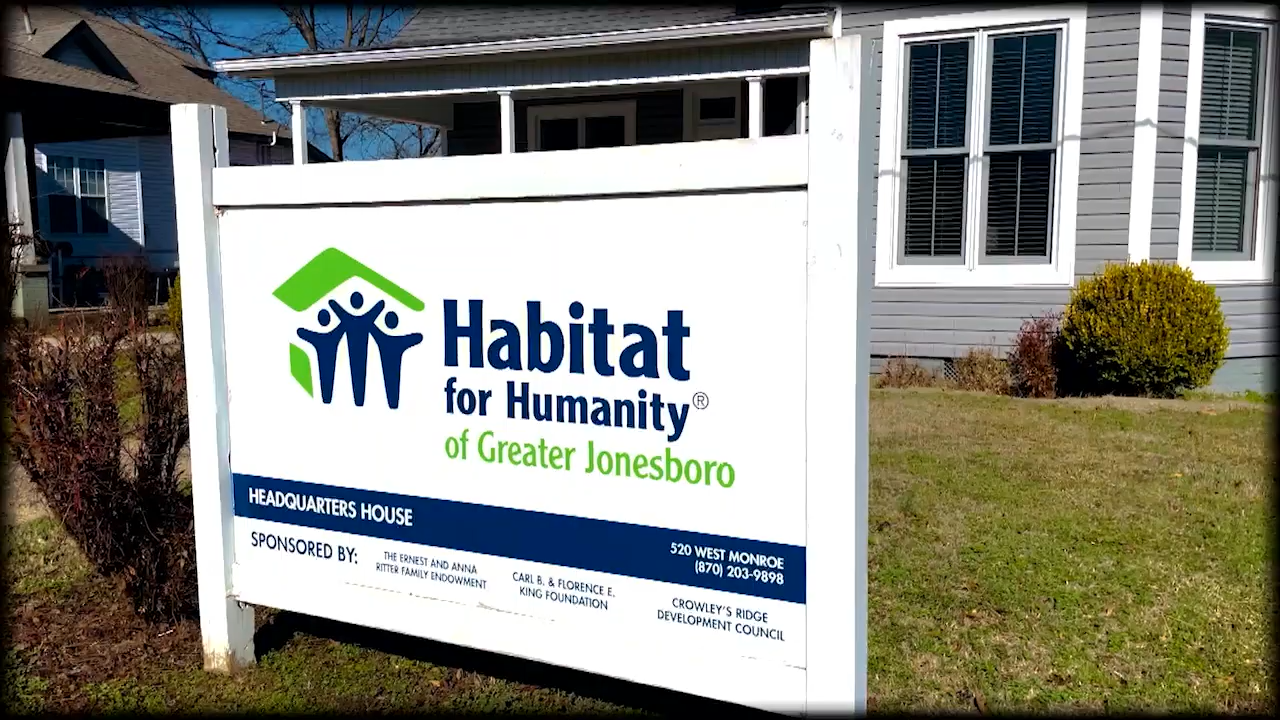 Habitat
for Humanity®
of Greater Jonesboro
HEADQUARTERS HOUSE
520 WEST MONROE
(870) 203-9898
SPONSORED BY:
THE ERNEST AND ANNA
RITTER FAMILY ENDOWMENT
CARL B. & FLORENCE E.
KING FOUNDATION
CROWLEY'S RIDGE
DEVELOPMENT COUNCIL